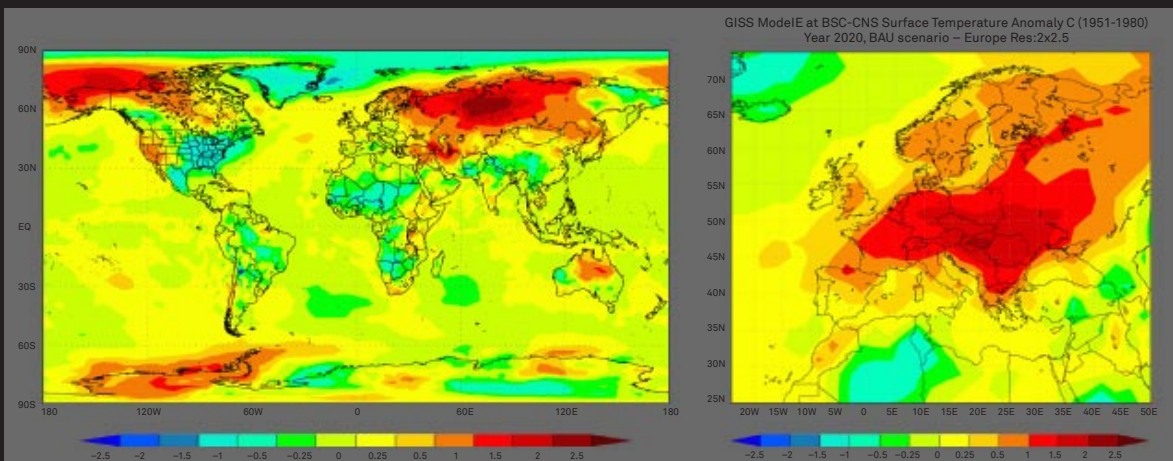 GISS ModelE at BSC-CNS Surface Temperature Anomaly C (1951-1980)
Year 2020, BAU scenario – Europe Res:2x2.5
90N
60N
30N
EQ
30S
60S
90S
180 120W 60W 0 60E 120E 180
−2.5 −2 −1.5 −1 −0.5 −0.25 0 0.25 0.5 1 1.5 2 2.5
70N
65N
60N
55N
50N
45N
40N
35N
30N
25N
20W 15W 10W 5W 0 5E 10E 15E 20E 25E 30E 35E 40E 45E 50E
−2.5 −2 −1.5 −1 −0.5 −0.25 0 0.25 0.5 1 1.5 2 2.5